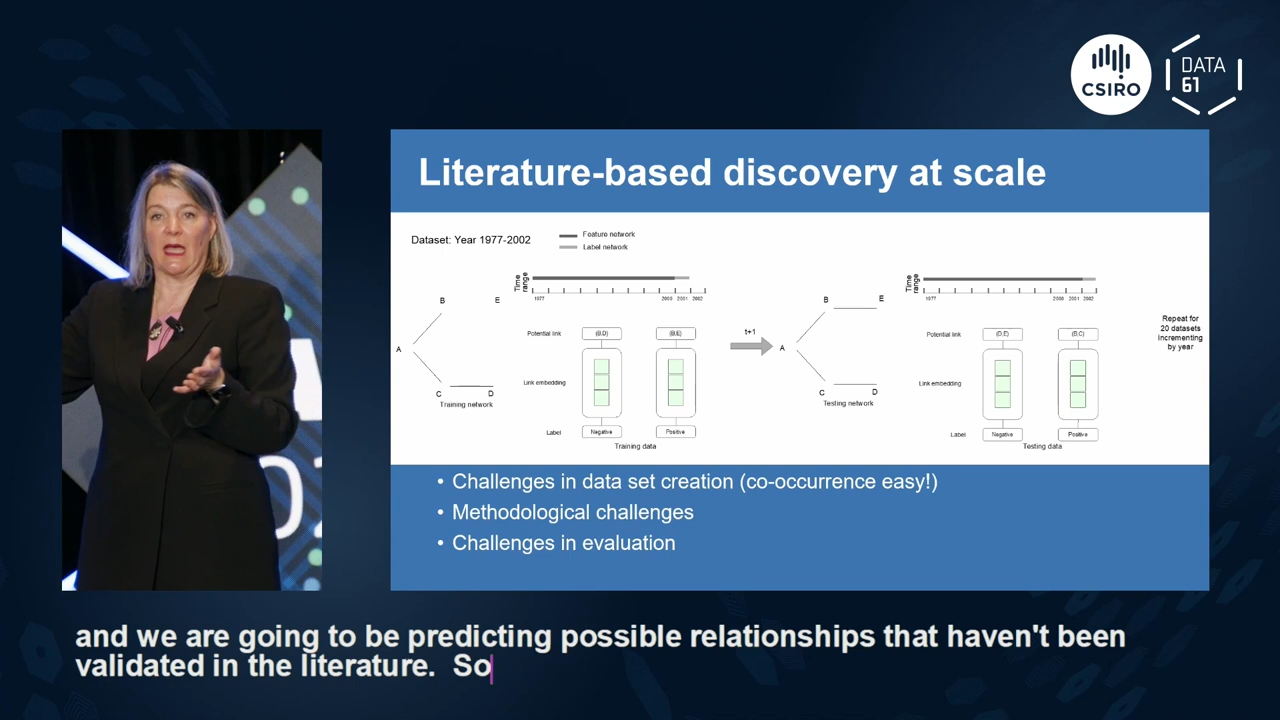 CSIRO
DATA
61
Literature-based discovery at scale
Dataset: Year 1977-2002
Feature network
Label network
Time range
1977
2000 2001 2002
B E
A
C D
Training network
Potential link
(B,D) (B,E)
Link embedding
Label
Negative Positive
Training data
t+1
Time range
1977
2000 2001 2002
B E
A
C D
Testing network
Potential link
(D,E) (B,C)
Link embedding
Label
Negative Positive
Testing data
Repeat for
20 datasets
incrementing
by year
• Challenges in data set creation (co-occurrence easy!)
• Methodological challenges
• Challenges in evaluation
and we are going to be predicting possible relationships that haven't been
validated in the literature. So